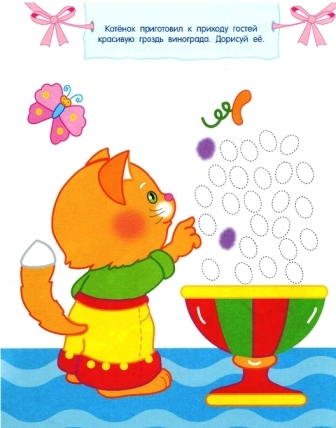 Котёнок приготовил к приходу гостей
красивую гроздь винограда. Дорисуй её.